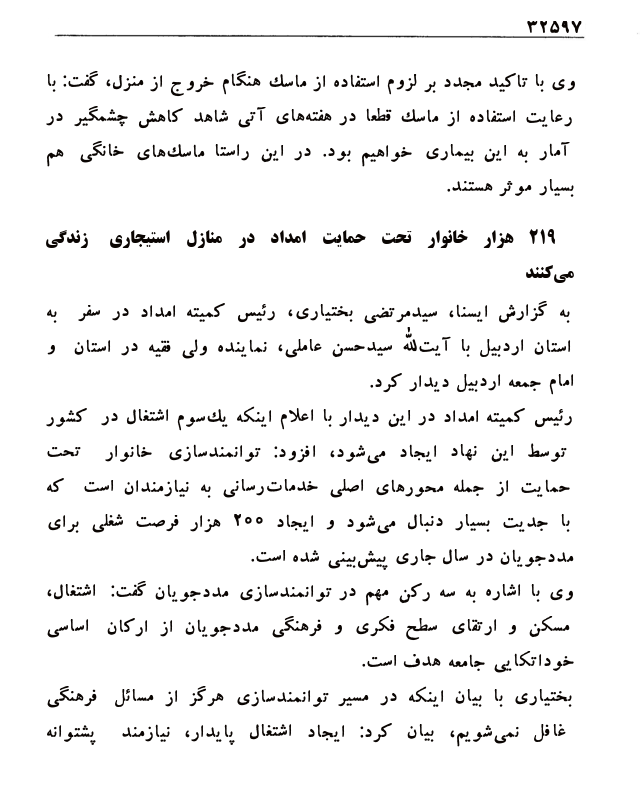 ۳۲۵۹۷
وی با تاکید مجدد بر لزوم استفاده از ماسك هنگام خروج از منزل، گفت: با
رعایت استفاده از ماسك قطعا در هفته‌های آتی شاهد کاهش چشمگیر در
آمار به این بیماری خواهیم بود. در این راستا ماسك‌های خانگی هم
بسیار موثر هستند.
۲۱۹ هزار خانوار تحت حمایت امداد در منازل استیجاری زندگی
می‌کنند
به گزارش ایسنا، سیدمرتضی بختیاری، رئیس کمیته امداد در سفر به
استان اردبیل با آیت‌الله سیدحسن عاملی، نماینده ولی فقیه در استان و
امام جمعه اردبیل دیدار کرد.
رئیس کمیته امداد در این دیدار با اعلام اینکه یك‌سوم اشتغال در کشور
توسط این نهاد ایجاد می‌شود، افزود: توانمندسازی خانوار تحت
حمایت از جمله محورهای اصلی خدمات‌رسانی به نیازمندان است که
با جدیت بسیار دنبال می‌شود و ایجاد ۲۰۰ هزار فرصت شغلی برای
مددجویان در سال جاری پیش‌بینی شده است.
وی با اشاره به سه رکن مهم در توانمندسازی مددجویان گفت: اشتغال،
مسکن و ارتقای سطح فکری و فرهنگی مددجویان از ارکان اساسی
خوداتکایی جامعه هدف است.
بختیاری با بیان اینکه در مسیر توانمندسازی هرگز از مسائل فرهنگی
غافل نمی‌شویم، بیان کرد: ایجاد اشتغال پایدار، نیازمند پشتوانه